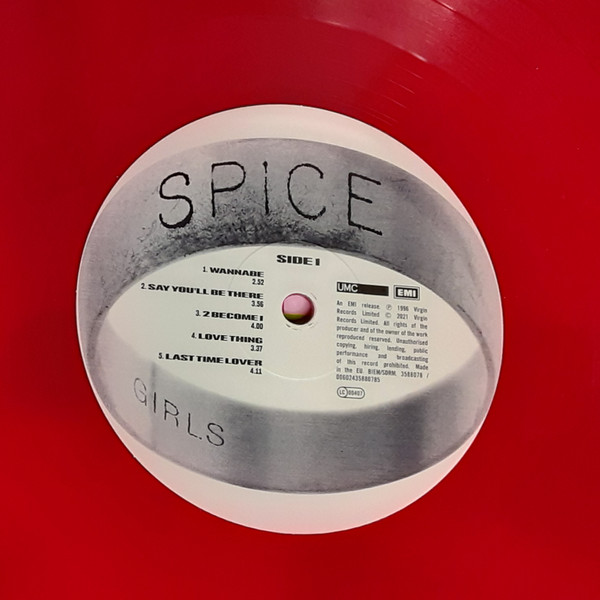 SPICE
SIDE 1
1. WANNABE
2.52
2. SAY YOU'LL BE THERE
3.56
3. 2 BECOME 1
4.00
4. LOVE THING
3.37
5. LAST TIME LOVER
4.11
UMC
EMI
An EMI release. ℗ 1996 Virgin
Records Limited © 2021 Virgin
Records Limited. All rights of the
producer and of the owner of the work
reproduced reserved. Unauthorised
copying, hiring, lending, public
performance and broadcasting
of this record prohibited. Made
in the EU. BIEM/SDRM. 3588078 /
00602435880785
LC 00407
GIRLS